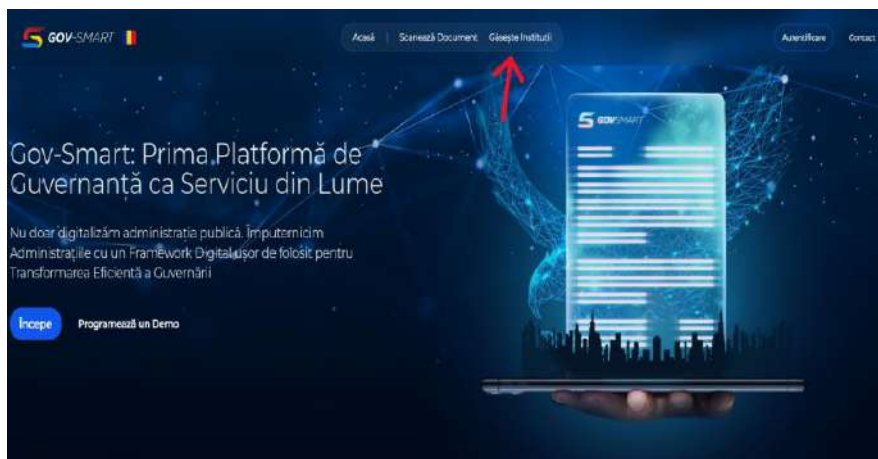 GOV-SMART
Acasă | Scanează Document Găsește Instituții
Autentificare
Contact
GOVSMART
Gov-Smart: Prima Platformă de
Guvernanță ca Serviciu din Lume
Nu doar digitalizăm administrația publică. Împuternicim
Administrațiile cu un Framework Digital ușor de folosit pentru
Transformarea Eficientă a Guvernării
Începe
Programează un Demo